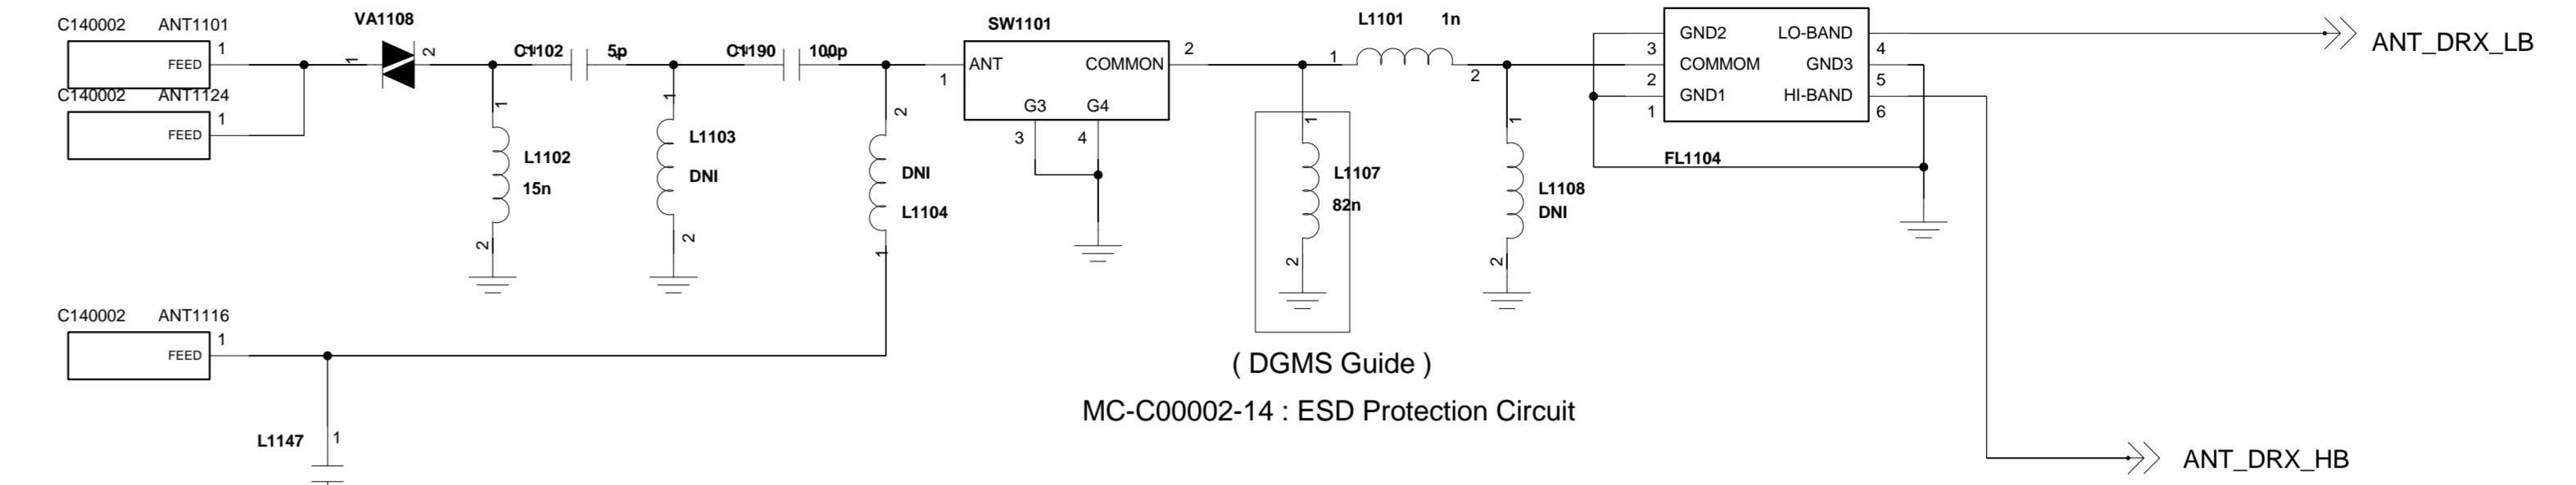 C140002 ANT1101
1
FEED
C140002 ANT1124
1
FEED
VA1108
1
2
C1102 5p
C1190 100p
1
L1102
15n
2
1
L1103
DNI
2
2
DNI
L1104
1
SW1101
ANT COMMON
1
2
G3 G4
3 4
L1101 1n
1
2
1
L1107
82n
2
1
L1108
DNI
2
GND2 LO-BAND
3 4
COMMOM GND3
2 5
GND1 HI-BAND
1 6
FL1104
ANT_DRX_LB
C140002 ANT1116
1
FEED
( DGMS Guide )
MC-C00002-14 : ESD Protection Circuit
L1147 1
ANT_DRX_HB